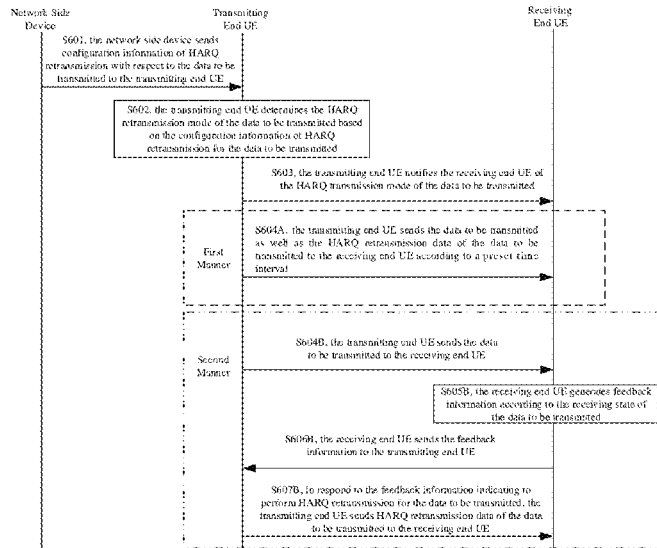 Network Side
Device
Transmitting
End UE
Receiving
End UE
S601, the network side device sends
configuration information of HARQ
retransmission with respect to the data to be
transmitted to the transmitting end UE
S602, the transmitting end UE determines the HARQ
retransmission mode of the data to be transmitted based
on the configuration information of HARQ
retransmission for the data to be transmitted
S603, the transmitting end UE notifies the receiving end UE of
the HARQ transmission mode of the data to be transmitted
First
Manner
S604A, the transmitting end UE sends the data to be transmitted
as well as the HARQ retransmission data of the data to be
transmitted to the receiving end UE according to a preset time
interval
Second
Manner
S604B, the transmitting end UE sends the data
to be transmitted to the receiving end UE
S605B, the receiving end UE generates feedback
information according to the receiving state of
the data to be transmitted
S606B, the receiving end UE sends the feedback
information to the transmitting end UE
S607B, in respond to the feedback information indicating to
perform HARQ retransmission for the data to be transmitted, the
transmitting end UE sends HARQ retransmission data of the data
to be transmitted to the receiving end UE